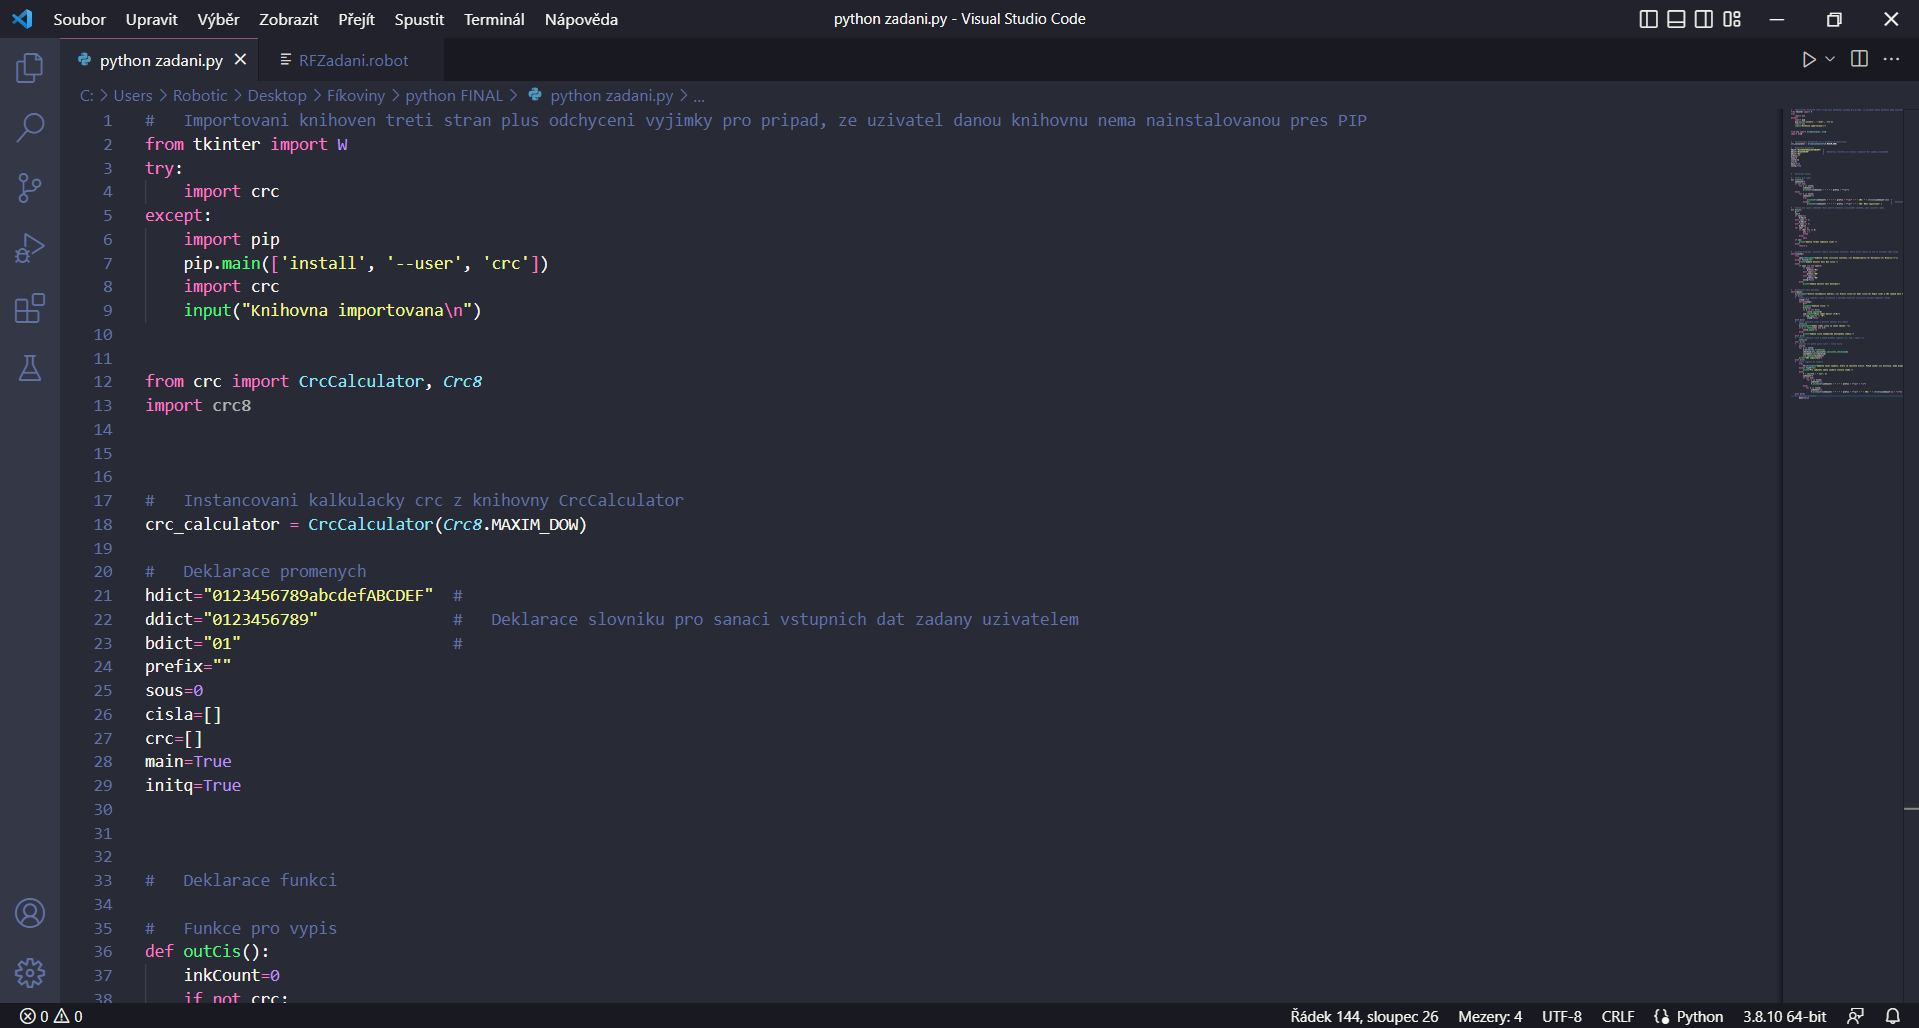 Soubor Upravit Výběr Zobrazit Přejít Spustit Terminál Nápověda python zadani.py - Visual Studio Code
python zadani.py RFZadani.robot
C: > Users > Robotic > Desktop > Fíkoviny > python FINAL > python zadani.py > ...
1 # Importovani knihoven treti stran plus odchyceni vyjimky pro pripad, ze uzivatel danou knihovnu nema nainstalovanou pres PIP
2 from tkinter import W
3 try:
4 import crc
5 except:
6 import pip
7 pip.main(['install', '--user', 'crc'])
8 import crc
9 input("Knihovna importovana\n")
10
11
12 from crc import CrcCalculator, Crc8
13 import crc8
14
15
16
17 # Instancovani kalkulacky crc z knihovny CrcCalculator
18 crc_calculator = CrcCalculator(Crc8.MAXIM_DOW)
19
20 # Deklarace promenych
21 hdict="0123456789abcdefABCDEF" #
22 ddict="0123456789" # Deklarace slovniku pro sanaci vstupnich dat zadany uzivatelem
23 bdict="01" #
24 prefix=""
25 sous=0
26 cisla=[]
27 crc=[]
28 main=True
29 initq=True
30
31
32
33 # Deklarace funkci
34
35 # Funkce pro vypis
36 def outCis():
37 inkCount=0
38 if not crc:
0 0 Řádek 144, sloupec 26 Mezery: 4 UTF-8 CRLF Python 3.8.10 64-bit